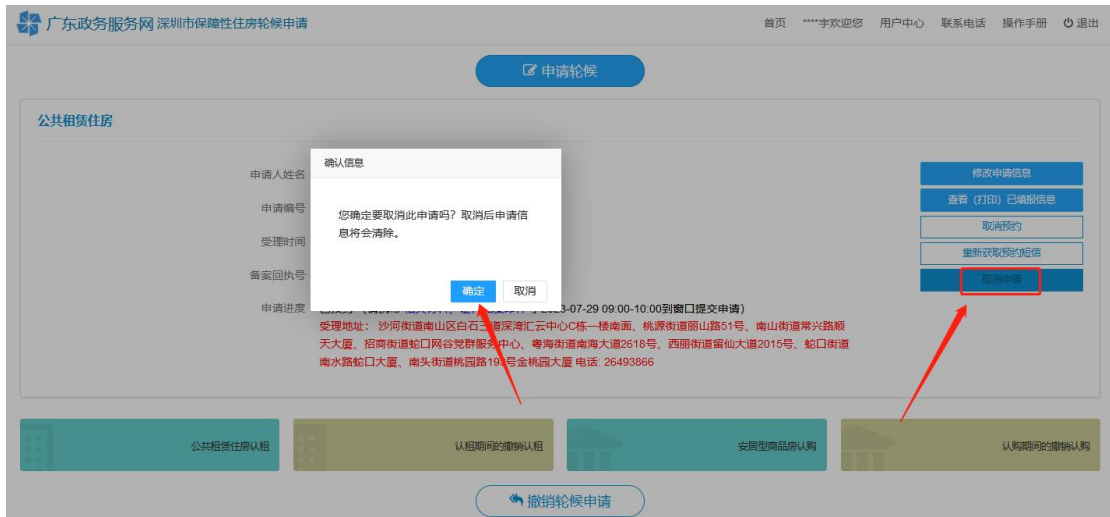 广东政务服务网 深圳市保障性住房轮候申请
首页 ****宇欢迎您 用户中心 联系电话 操作手册 退出
申请轮候
公共租赁住房
申请人姓名
申请编号
受理时间
备案回执号
申请进度
确认信息
您确定要取消此申请吗？取消后申请信
息将会清除。
确定 取消
修改申请信息
查看（打印）已填报信息
取消预约
重新获取预约短信
取消申请
2023-07-29 09:00-10:00到窗口提交申请）
受理地址： 沙河街道南山区白石三道深湾汇云中心C栋一楼南面、桃源街道丽山路51号、南山街道常兴路顺
天大厦、招商街道蛇口网谷党群服务中心、粤海街道南海大道2618号、西丽街道留仙大道2015号、蛇口街道
南水路蛇口大厦、南头街道桃园路193号金桃园大厦 电话: 26493866
公共租赁住房认租
认租期间的撤销认租
安居型商品房认购
认购期间的撤销认购
撤销轮候申请